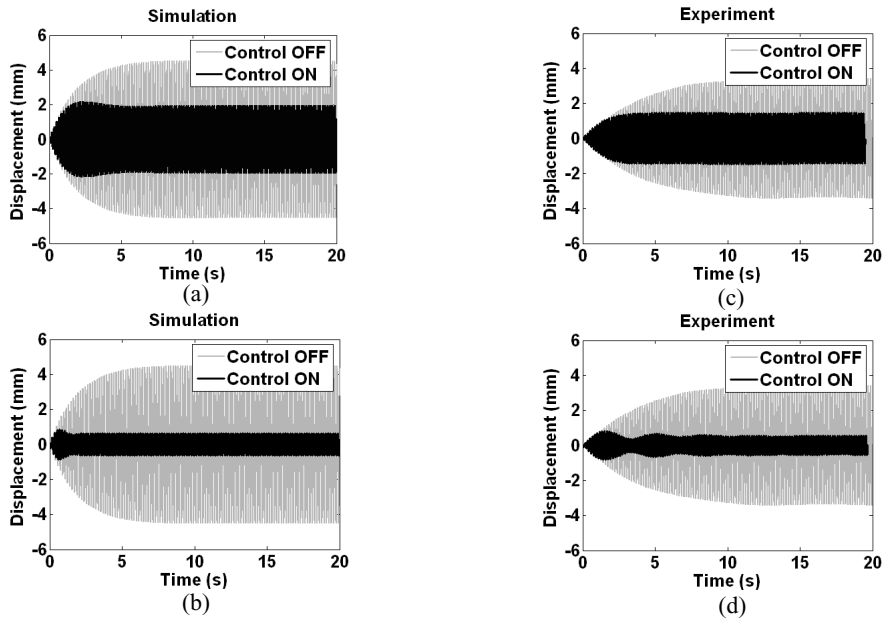 Simulation
Displacement (mm)
6
4
2
0
-2
-4
-6
Control OFF
Control ON
0 5 10 15 20
Time (s)
(a)
Experiment
Displacement (mm)
6
4
2
0
-2
-4
-6
Control OFF
Control ON
0 5 10 15 20
Time (s)
(c)
Simulation
Displacement (mm)
6
4
2
0
-2
-4
-6
Control OFF
Control ON
0 5 10 15 20
Time (s)
(b)
Experiment
Displacement (mm)
6
4
2
0
-2
-4
-6
Control OFF
Control ON
0 5 10 15 20
Time (s)
(d)